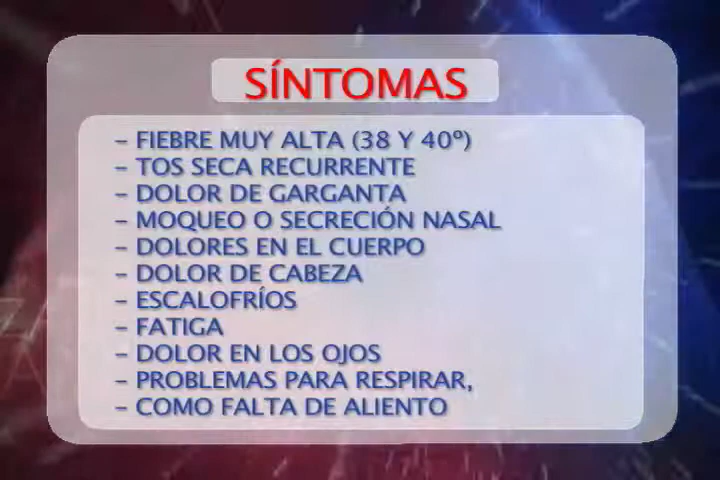 SÍNTOMAS
- FIEBRE MUY ALTA (38 Y 40º)
- TOS SECA RECURRENTE
- DOLOR DE GARGANTA
- MOQUEO O SECRECIÓN NASAL
- DOLORES EN EL CUERPO
- DOLOR DE CABEZA
- ESCALOFRÍOS
- FATIGA
- DOLOR EN LOS OJOS
- PROBLEMAS PARA RESPIRAR,
- COMO FALTA DE ALIENTO